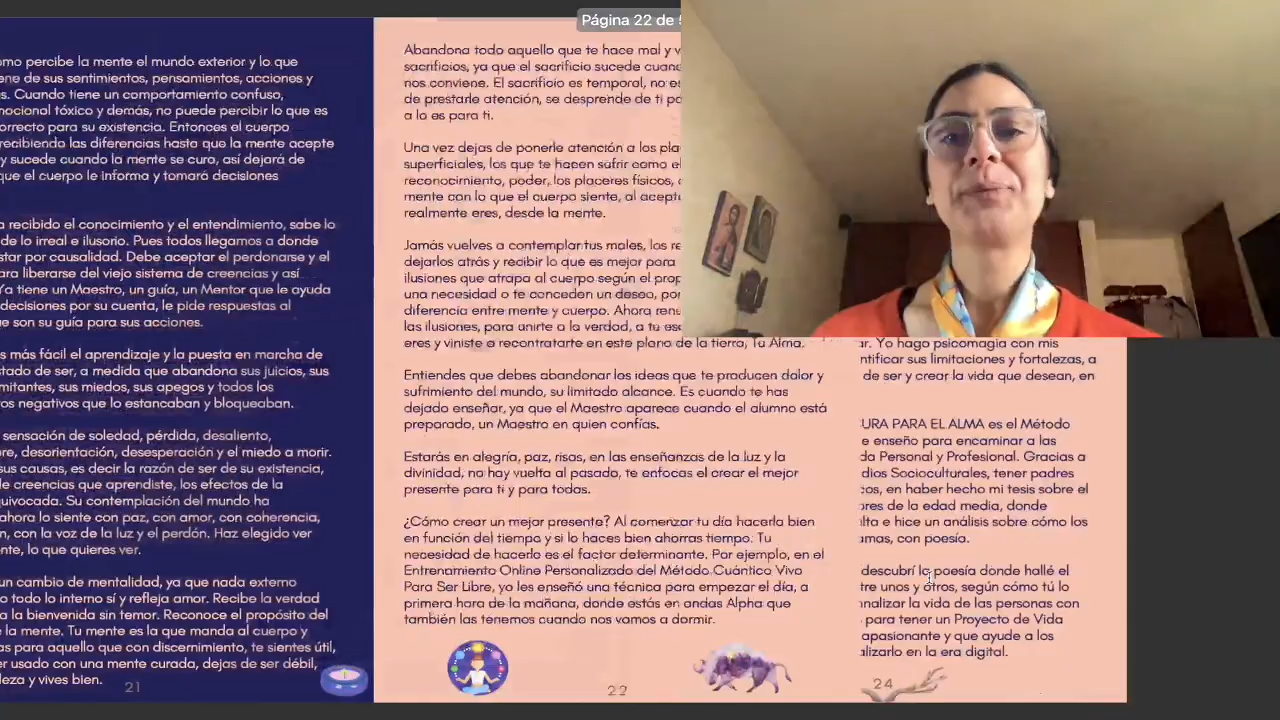 Página 22 de
omo percibe la mente el mundo exterior y lo que
ene de sus sentimientos, pensamientos, acciones y
s. Cuando tiene un comportamiento confuso,
nocional tóxico y demás, no puede percibir lo que es
orrecto para su existencia. Entonces el cuerpo
recibiendo las diferencias hasta que la mente acepte
y sucede cuando la mente se cura, así dejará de
que el cuerpo le informa y tomará decisiones
a recibido el conocimiento y el entendimiento, sabe lo
de lo irreal e ilusorio. Pues todos llegamos a donde
star por causalidad. Debe aceptar el perdonarse y el
ara liberarse del viejo sistema de creencias y así
Ya tiene un Maestro, un guía, un Mentor que le ayuda
decisiones por su cuenta, le pide respuestas al
e son su guía para sus acciones.
s más fácil el aprendizaje y la puesta en marcha de
stado de ser, a medida que abandona sus juicios, sus
mitantes, sus miedos, sus apegos y todos los
os negativos que lo estancaban y bloqueaban.
sensación de soledad, pérdida, desaliento,
re, desorientación, desesperación y el miedo a morir.
sus causas, es decir la razón de ser de su existencia,
e creencias que aprendiste, los efectos de la
quivocada. Su contemplación del mundo ha
ahora lo siente con paz, con amor, con coherencia,
n, con la voz de la luz y el perdón. Haz elegido ver
nte, lo que quieres ver.
un cambio de mentalidad, ya que nada externo
o todo lo interno sí y refleja amor. Recibe la verdad
a la bienvenida sin temor. Reconoce el propósito del
e la mente. Tu mente es la que manda al cuerpo y
as para aquello que con discernimiento, te sientes útil,
er usado con una mente curada, dejas de ser débil,
leza y vives bien.
21
Abandona todo aquello que te hace mal y v
sacrificios, ya que el sacrificio sucede cuand
nos conviene. El sacrificio es temporal, no es
de prestarle atención, se desprende de ti pa
a lo es para ti.
Una vez dejas de ponerle atención a los pla
superficiales, los que te hacen sufrir como el
reconocimiento, poder, los placeres físicos,
mente con lo que el cuerpo siente, al acept
realmente eres, desde la mente.
Jamás vuelves a contemplar tus males, los re
dejarlos atrás y recibir lo que es mejor para
ilusiones que atrapa al cuerpo según el prop
una necesidad o te conceden un deseo, por
diferencia entre mente y cuerpo. Ahora rene
las ilusiones, para unirte a la verdad, a tu ese
eres y viniste a recontratarte en este plano de la tierra, Tu Alma.
Entiendes que debes abandonar los ideas que te producen dolor y
sufrimiento del mundo, su limitado alcance. Es cuando te has
dejado enseñar, ya que el Maestro aparece cuando el alumno está
preparado, un Maestro en quien confías.
Estarás en alegría, paz, risas, en las enseñanzas de la luz y la
divinidad, no hay vuelta al pasado, te enfocas el crear el mejor
presente para ti y para todas.
¿Cómo crear un mejor presente? Al comenzar tu día hacerla bien
en función del tiempo y si lo haces bien ahorras tiempo. Tu
necesidad de hacerlo es el factor determinante. Por ejemplo, en el
Entrenamiento Online Personalizado del Método Cuántico Vivo
Para Ser Libre, yo les enseñó una técnica para empezar el día, a
primera hora de la mañana, donde estás en ondas Alpha que
también las tenemos cuando nos vamos a dormir.
22
ar. Yo hago psicomagia con mis
ntificar sus limitaciones y fortalezas, a
de ser y crear la vida que desean, en
CURA PARA EL ALMA es el Método
e enseño para encaminar a las
da Personal y Profesional. Gracias a
dios Socioculturales, tener padres
cos, en haber hecho mi tesis sobre el
ores de la edad media, donde
lta e hice un análisis sobre cómo los
amas, con poesía.
descubrí la poesía donde hallé el
tre unos y otros, según cómo tú lo
nalizar la vida de las personas con
para tener un Proyecto de Vida
apasionante y que ayude a los
alizarlo en la era digital.
24